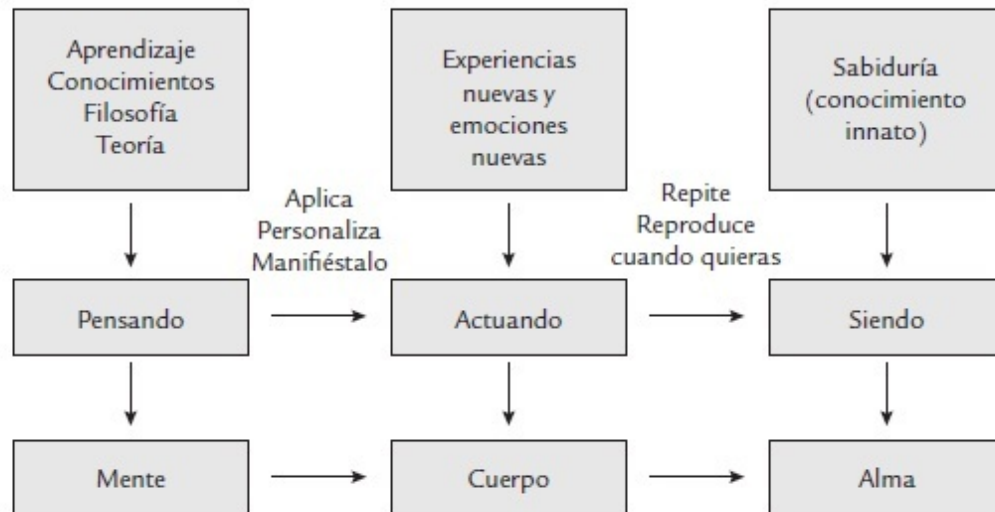 Aprendizaje
Conocimientos
Filosofía
Teoría
Experiencias
nuevas y
emociones
nuevas
Sabiduría
(conocimiento
innato)
Aplica
Personaliza
Manifiéstalo
Repite
Reproduce
cuando quieras
Pensando
Actuando
Siendo
Mente
Cuerpo
Alma